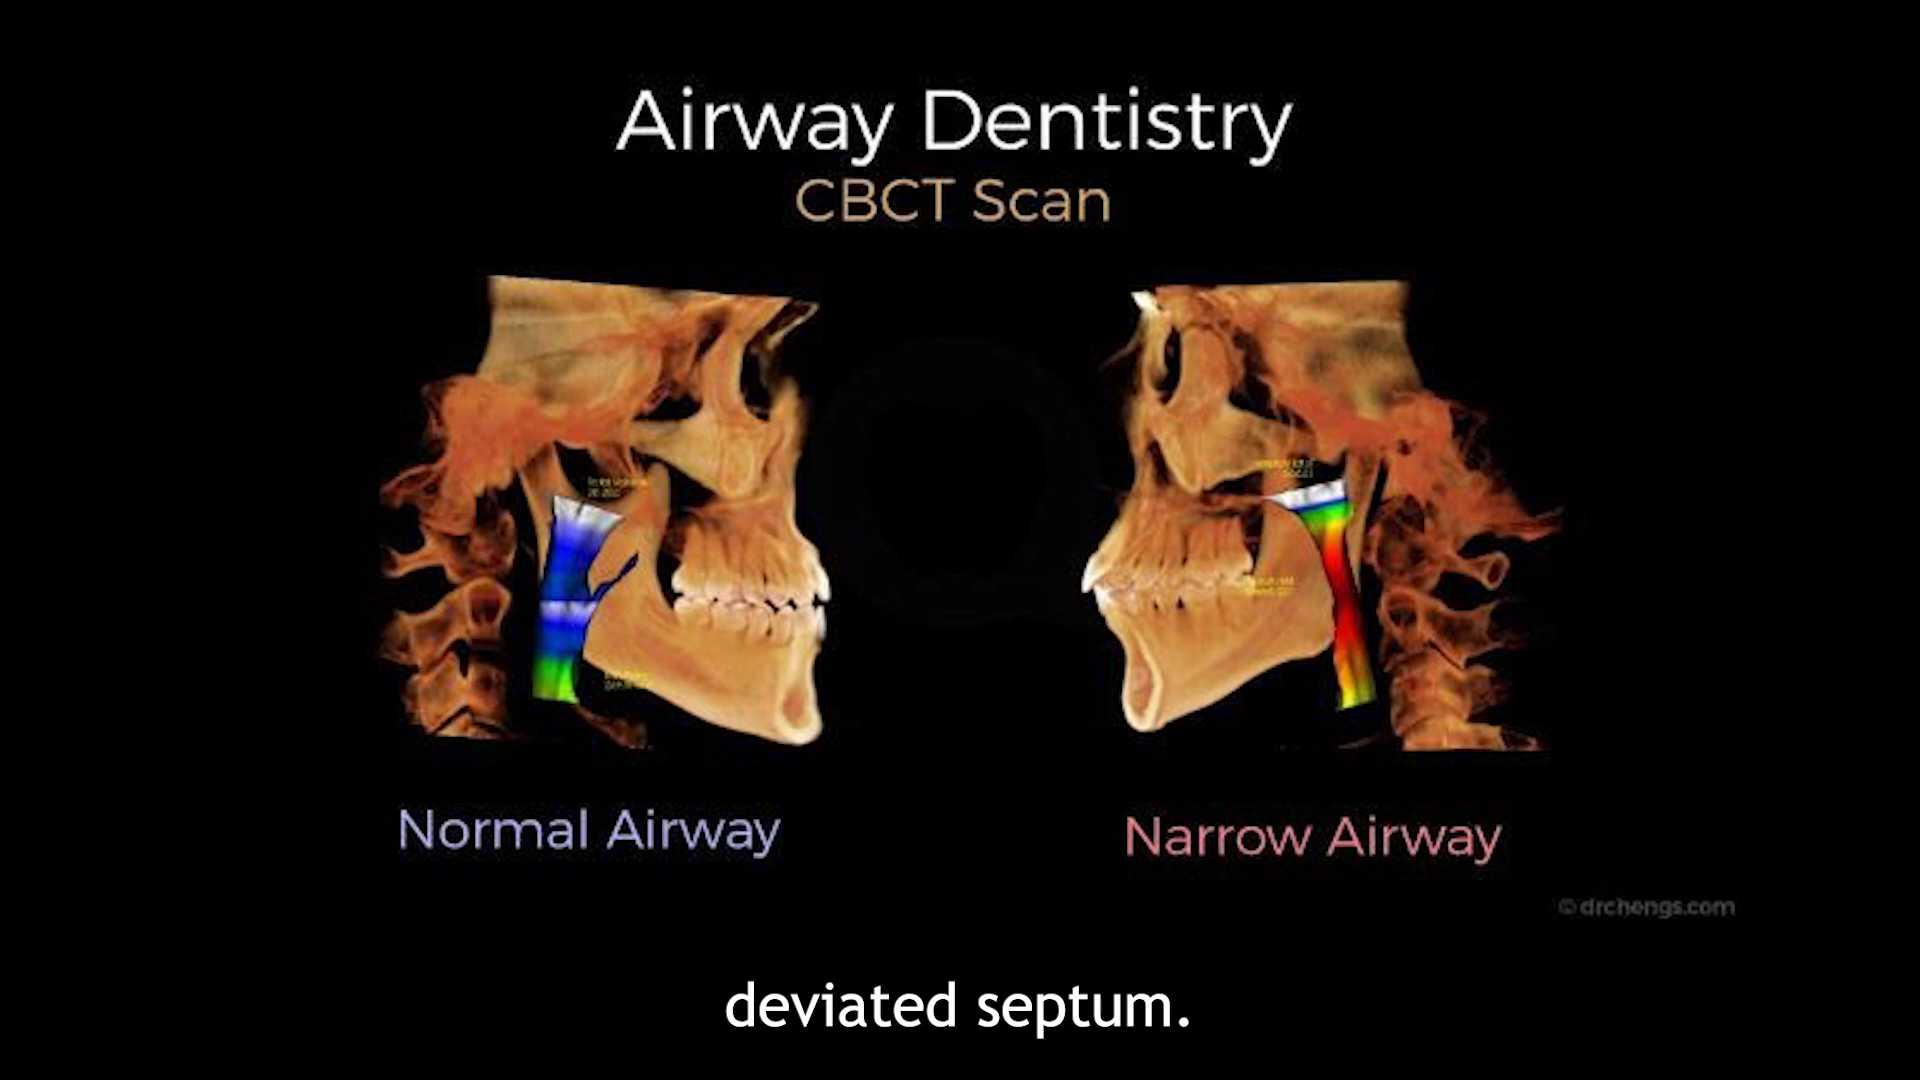 Airway Dentistry
CBCT Scan
Normal Airway
Narrow Airway
© drchengs.com
deviated septum.